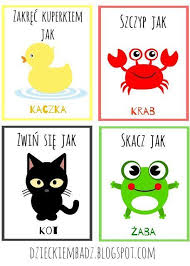 ZAKRĘĆ KUPERKIEM
JAK
KACZKA
SZCZYP JAK
KRAB
ZWIŃ SIĘ JAK
KOT
SKACZ JAK
ŻABA
DZIECKIEMBADZ.BLOGSPOT.COM